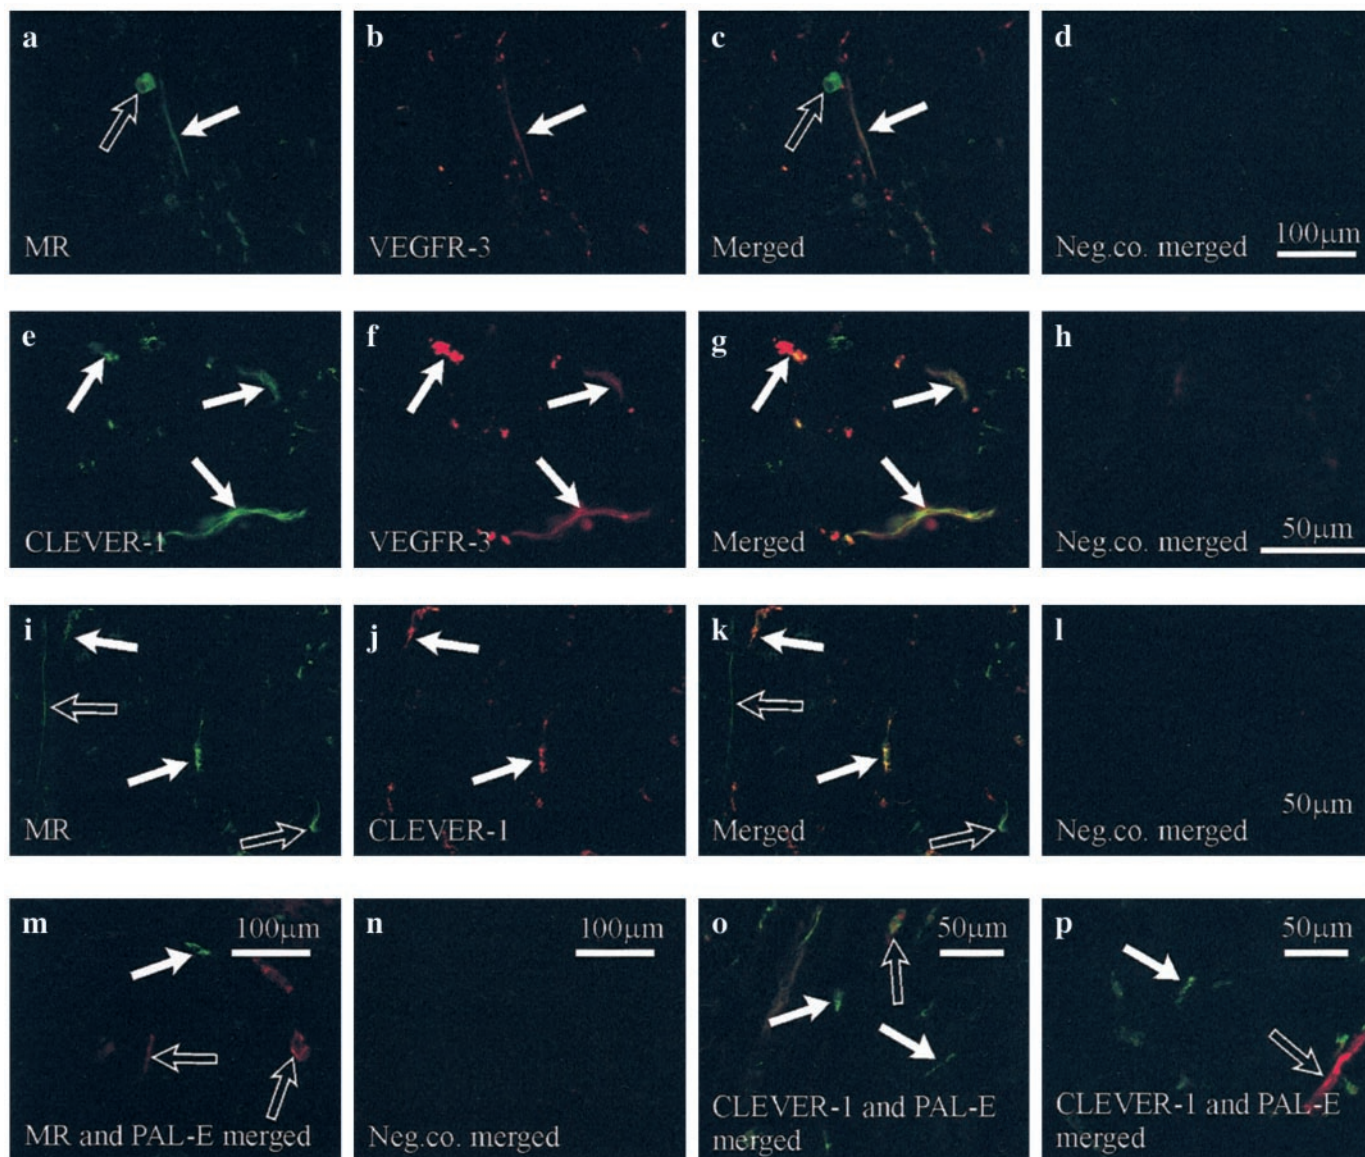 a
MR
b
VEGFR-3
c
Merged
d
100μm
Neg.co. merged
e
CLEVER-1
f
VEGFR-3
g
Merged
h
Neg.co. merged
50μm
i
MR
j
CLEVER-1
k
Merged
l
50μm
Neg.co. merged
m
100μm
MR and PAL-E merged
n
100μm
Neg.co. merged
o
50μm
CLEVER-1 and PAL-E
merged
p
50μm
CLEVER-1 and PAL-E
merged